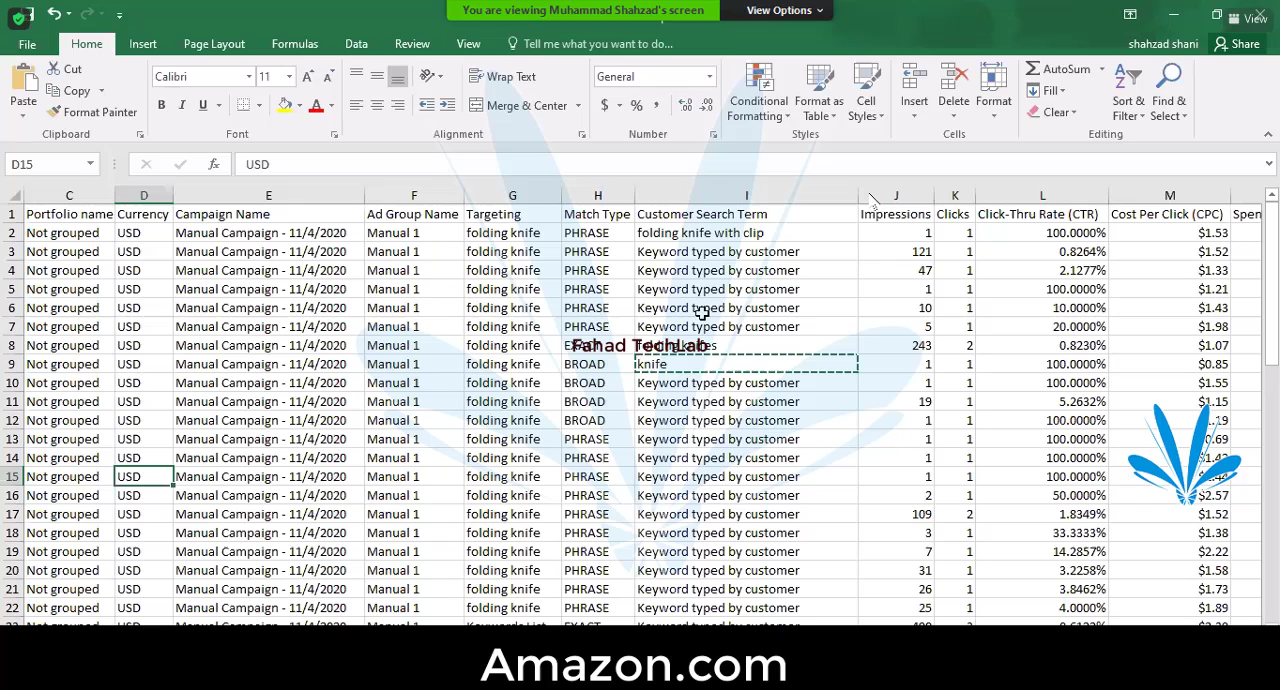 You are viewing Muhammad Shahzad's screen
View Options
View
File
Home
Insert
Page Layout
Formulas
Data
Review
View
Tell me what you want to do...
shahzad shani
Share
Paste
Cut
Copy
Format Painter
Clipboard
Calibri
11
B I U
Font
Wrap Text
Merge & Center
Alignment
General
$ % ,
Number
Conditional Formatting
Format as Table
Cell Styles
Styles
Insert
Delete
Format
Cells
AutoSum
Fill
Clear
Sort & Filter
Find & Select
Editing
D15
fx
USD
C D E F G H I J K L M
1 Portfolio name Currency Campaign Name Ad Group Name Targeting Match Type Customer Search Term Impressions Clicks Click-Thru Rate (CTR) Cost Per Click (CPC) Spen
2 Not grouped USD Manual Campaign - 11/4/2020 Manual 1 folding knife PHRASE folding knife with clip 1 1 100.0000% $1.53
3 Not grouped USD Manual Campaign - 11/4/2020 Manual 1 folding knife PHRASE Keyword typed by customer 121 1 0.8264% $1.52
4 Not grouped USD Manual Campaign - 11/4/2020 Manual 1 folding knife PHRASE Keyword typed by customer 47 1 2.1277% $1.33
5 Not grouped USD Manual Campaign - 11/4/2020 Manual 1 folding knife PHRASE Keyword typed by customer 1 1 100.0000% $1.21
6 Not grouped USD Manual Campaign - 11/4/2020 Manual 1 folding knife PHRASE Keyword typed by customer 10 1 10.0000% $1.43
7 Not grouped USD Manual Campaign - 11/4/2020 Manual 1 folding knife PHRASE Keyword typed by customer 5 1 20.0000% $1.98
8 Not grouped USD Manual Campaign - 11/4/2020 Manual 1 folding knife 243 2 0.8230% $1.07
Fahad TechLab
9 Not grouped USD Manual Campaign - 11/4/2020 Manual 1 folding knife BROAD knife 1 1 100.0000% $0.85
10 Not grouped USD Manual Campaign - 11/4/2020 Manual 1 folding knife BROAD Keyword typed by customer 1 1 100.0000% $1.55
11 Not grouped USD Manual Campaign - 11/4/2020 Manual 1 folding knife BROAD Keyword typed by customer 19 1 5.2632% $1.15
12 Not grouped USD Manual Campaign - 11/4/2020 Manual 1 folding knife BROAD Keyword typed by customer 1 1 100.0000%
13 Not grouped USD Manual Campaign - 11/4/2020 Manual 1 folding knife PHRASE Keyword typed by customer 1 1 100.0000%
14 Not grouped USD Manual Campaign - 11/4/2020 Manual 1 folding knife PHRASE Keyword typed by customer 1 1 100.0000%
15 Not grouped USD Manual Campaign - 11/4/2020 Manual 1 folding knife PHRASE Keyword typed by customer 1 1 100.0000%
16 Not grouped USD Manual Campaign - 11/4/2020 Manual 1 folding knife PHRASE Keyword typed by customer 2 1 50.0000% $2.57
17 Not grouped USD Manual Campaign - 11/4/2020 Manual 1 folding knife PHRASE Keyword typed by customer 109 2 1.8349% $1.52
18 Not grouped USD Manual Campaign - 11/4/2020 Manual 1 folding knife PHRASE Keyword typed by customer 3 1 33.3333% $1.38
19 Not grouped USD Manual Campaign - 11/4/2020 Manual 1 folding knife PHRASE Keyword typed by customer 7 1 14.2857% $2.22
20 Not grouped USD Manual Campaign - 11/4/2020 Manual 1 folding knife PHRASE Keyword typed by customer 31 1 3.2258% $1.58
21 Not grouped USD Manual Campaign - 11/4/2020 Manual 1 folding knife PHRASE Keyword typed by customer 26 1 3.8462% $1.73
22 Not grouped USD Manual Campaign - 11/4/2020 Manual 1 folding knife PHRASE Keyword typed by customer 25 1 4.0000% $1.89
Amazon.com